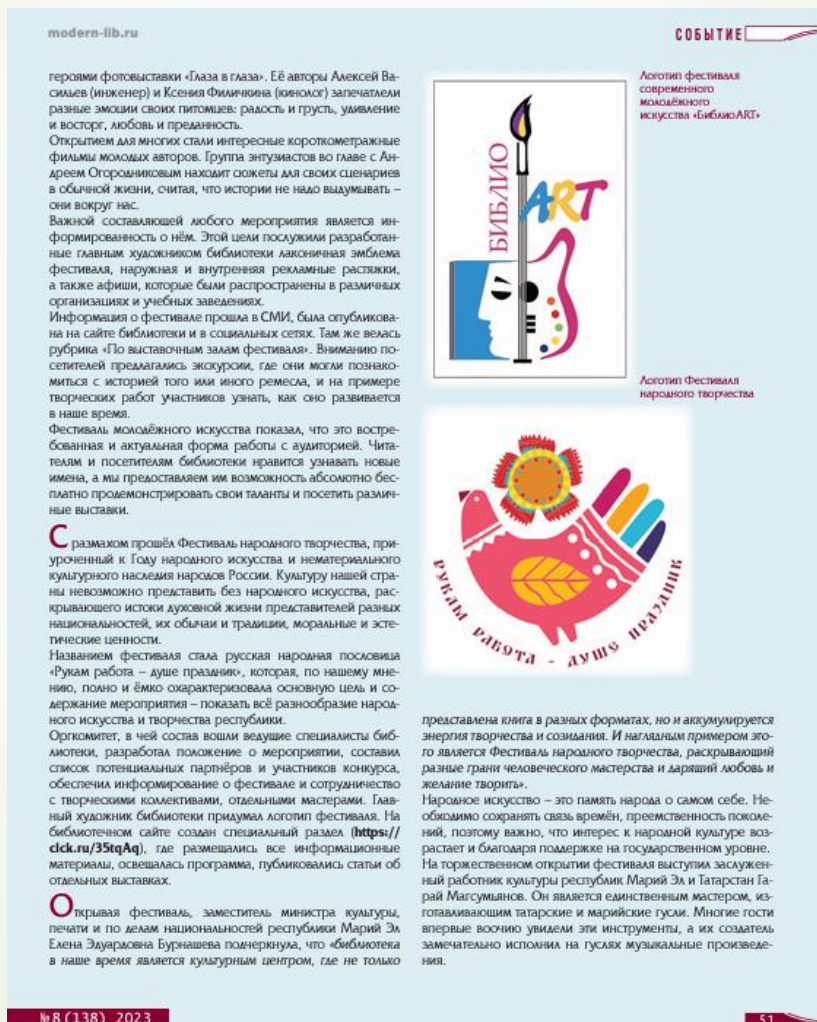 modern-lib.ru
СОБЫТИЕ
героями фотовыставки «Глаза в глаза». Её авторы Алексей Ва-
сильев (инженер) и Ксения Филичкина (кинолог) запечатлели
разные эмоции своих питомцев: радость и грусть, удивление
и восторг, любовь и преданность.
Открытием для многих стали интересные короткометражные
фильмы молодых авторов. Группа энтузиастов во главе с Ан-
дреем Огородниковым находит сюжеты для своих сценариев
в обычной жизни, считая, что истории не надо выдумывать –
они вокруг нас.
Важной составляющей любого мероприятия является ин-
формированность о нём. Этой цели послужили разработан-
ные главным художником библиотеки лаконичная эмблема
фестиваля, наружная и внутренняя рекламные растяжки,
а также афиши, которые были распространены в различных
организациях и учебных заведениях.
Информация о фестивале прошла в СМИ, была опубликова-
на на сайте библиотеки и в социальных сетях. Там же велась
рубрика «По выставочным залам фестиваля». Вниманию по-
сетителей предлагались экскурсии, где они могли познако-
миться с историей того или иного ремесла, и на примере
творческих работ участников узнать, как оно развивается
в наше время.
Фестиваль молодёжного искусства показал, что это востре-
бованная и актуальная форма работы с аудиторией. Чита-
телям и посетителям библиотеки нравится узнавать новые
имена, а мы предоставляем им возможность абсолютно бес-
платно продемонстрировать свои таланты и посетить различ-
ные выставки.
С размахом прошёл Фестиваль народного творчества, при-
уроченный к Году народного искусства и нематериального
культурного наследия народов России. Культуру нашей стра-
ны невозможно представить без народного искусства, рас-
крывающего истоки духовной жизни представителей разных
национальностей, их обычаи и традиции, моральные и эсте-
тические ценности.
Названием фестиваля стала русская народная пословица
«Рукам работа – душе праздник», которая, по нашему мне-
нию, полно и ёмко охарактеризовала основную цель и со-
держание мероприятия – показать всё разнообразие народ-
ного искусства и творчества республики.
Оргкомитет, в чей состав вошли ведущие специалисты биб-
лиотеки, разработал положение о мероприятии, составил
список потенциальных партнёров и участников конкурса,
обеспечил информирование о фестивале и сотрудничество
с творческими коллективами, отдельными мастерами. Глав-
ный художник библиотеки придумал логотип фестиваля. На
библиотечном сайте создан специальный раздел (https://
clck.ru/35tqAq), где размещались все информационные
материалы, освещалась программа, публиковались статьи об
отдельных выставках.
Открывая фестиваль, заместитель министра культуры,
печати и по делам национальностей республики Марий Эл
Елена Эдуардовна Бурнашева подчеркнула, что «библиотека
в наше время является культурным центром, где не только
БИБЛИО
ART
Логотип фестиваля
современного
молодёжного
искусства «БиблиоART»
Логотип Фестиваля
народного творчества
РУКАМ РАБОТА - ДУШЕ ПРАЗДНИК
представлена книга в разных форматах, но и аккумулируется
энергия творчества и созидания. И наглядным примером это-
го является Фестиваль народного творчества, раскрывающий
разные грани человеческого мастерства и дарящий любовь и
желание творить».
Народное искусство – это память народа о самом себе. Не-
обходимо сохранять связь времён, преемственность поколе-
ний, поэтому важно, что интерес к народной культуре воз-
растает и благодаря поддержке на государственном уровне.
На торжественном открытии фестиваля выступил заслужен-
ный работник культуры республик Марий Эл и Татарстан Га-
рай Магсумьянов. Он является единственным мастером, из-
готавливающим татарские и марийские гусли. Многие гости
впервые воочию увидели эти инструменты, а их создатель
замечательно исполнил на гуслях музыкальные произведе-
ния.
№8 (138) 2023
51